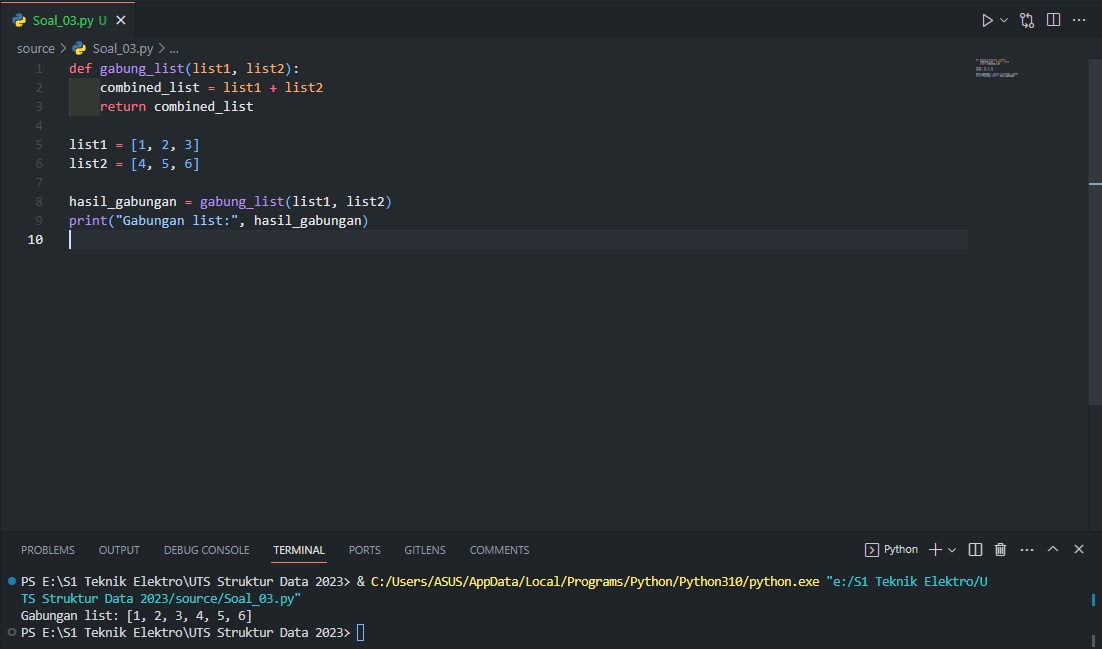 Soal_03.py U
source > Soal_03.py > ...
1 def gabung_list(list1, list2):
2     combined_list = list1 + list2
3     return combined_list
4
5 list1 = [1, 2, 3]
6 list2 = [4, 5, 6]
7
8 hasil_gabungan = gabung_list(list1, list2)
9 print("Gabungan list:", hasil_gabungan)
10
PROBLEMS OUTPUT DEBUG CONSOLE TERMINAL PORTS GITLENS COMMENTS Python
PS E:\S1 Teknik Elektro\UTS Struktur Data 2023> & C:/Users/ASUS/AppData/Local/Programs/Python/Python310/python.exe "e:/S1 Teknik Elektro/U
TS Struktur Data 2023/source/Soal_03.py"
Gabungan list: [1, 2, 3, 4, 5, 6]
PS E:\S1 Teknik Elektro\UTS Struktur Data 2023>